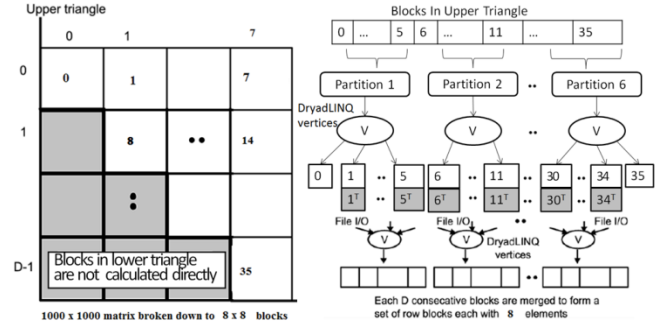 Upper triangle
0 1 7
0 0 1 7
1 8 •• 14
:
D-1 35
Blocks in lower triangle
are not calculated directly
1000 x 1000 matrix broken down to 8 x 8 blocks
Blocks In Upper Triangle
0 ... 5 6 ... 11 ... 35
Partition 1 Partition 2 •• Partition 6
DryadLINQ
vertices
V V •• V
0 1 •• 5 6 •• 11 •• 30 •• 34 35
1ᵀ 5ᵀ 6ᵀ 11ᵀ 30ᵀ 34ᵀ
File I/O File I/O •• File I/O
V V V
DryadLINQ
vertices
••
Each D consecutive blocks are merged to form a
set of row blocks each with 8 elements